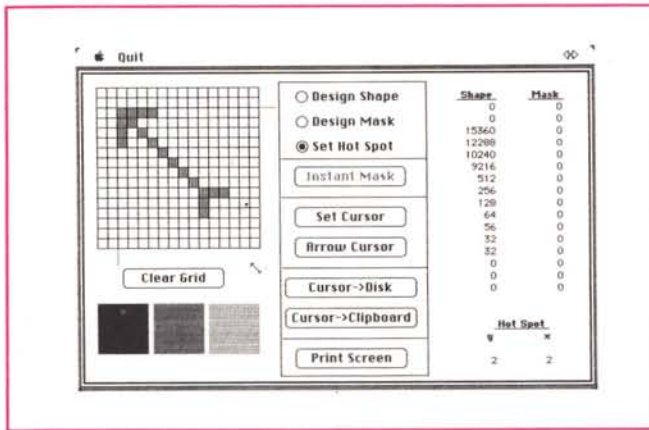 Quit
Design Shape
Design Mask
Set Hot Spot
Instant Mask
Set Cursor
Arrow Cursor
Cursor->Disk
Cursor->Clipboard
Print Screen
Clear Grid
Shape Mask
0 0
0 0
15360 0
12288 0
10240 0
9216 0
512 0
256 0
128 0
64 0
56 0
32 0
32 0
0 0
0 0
0 0
Hot Spot
y x
2 2